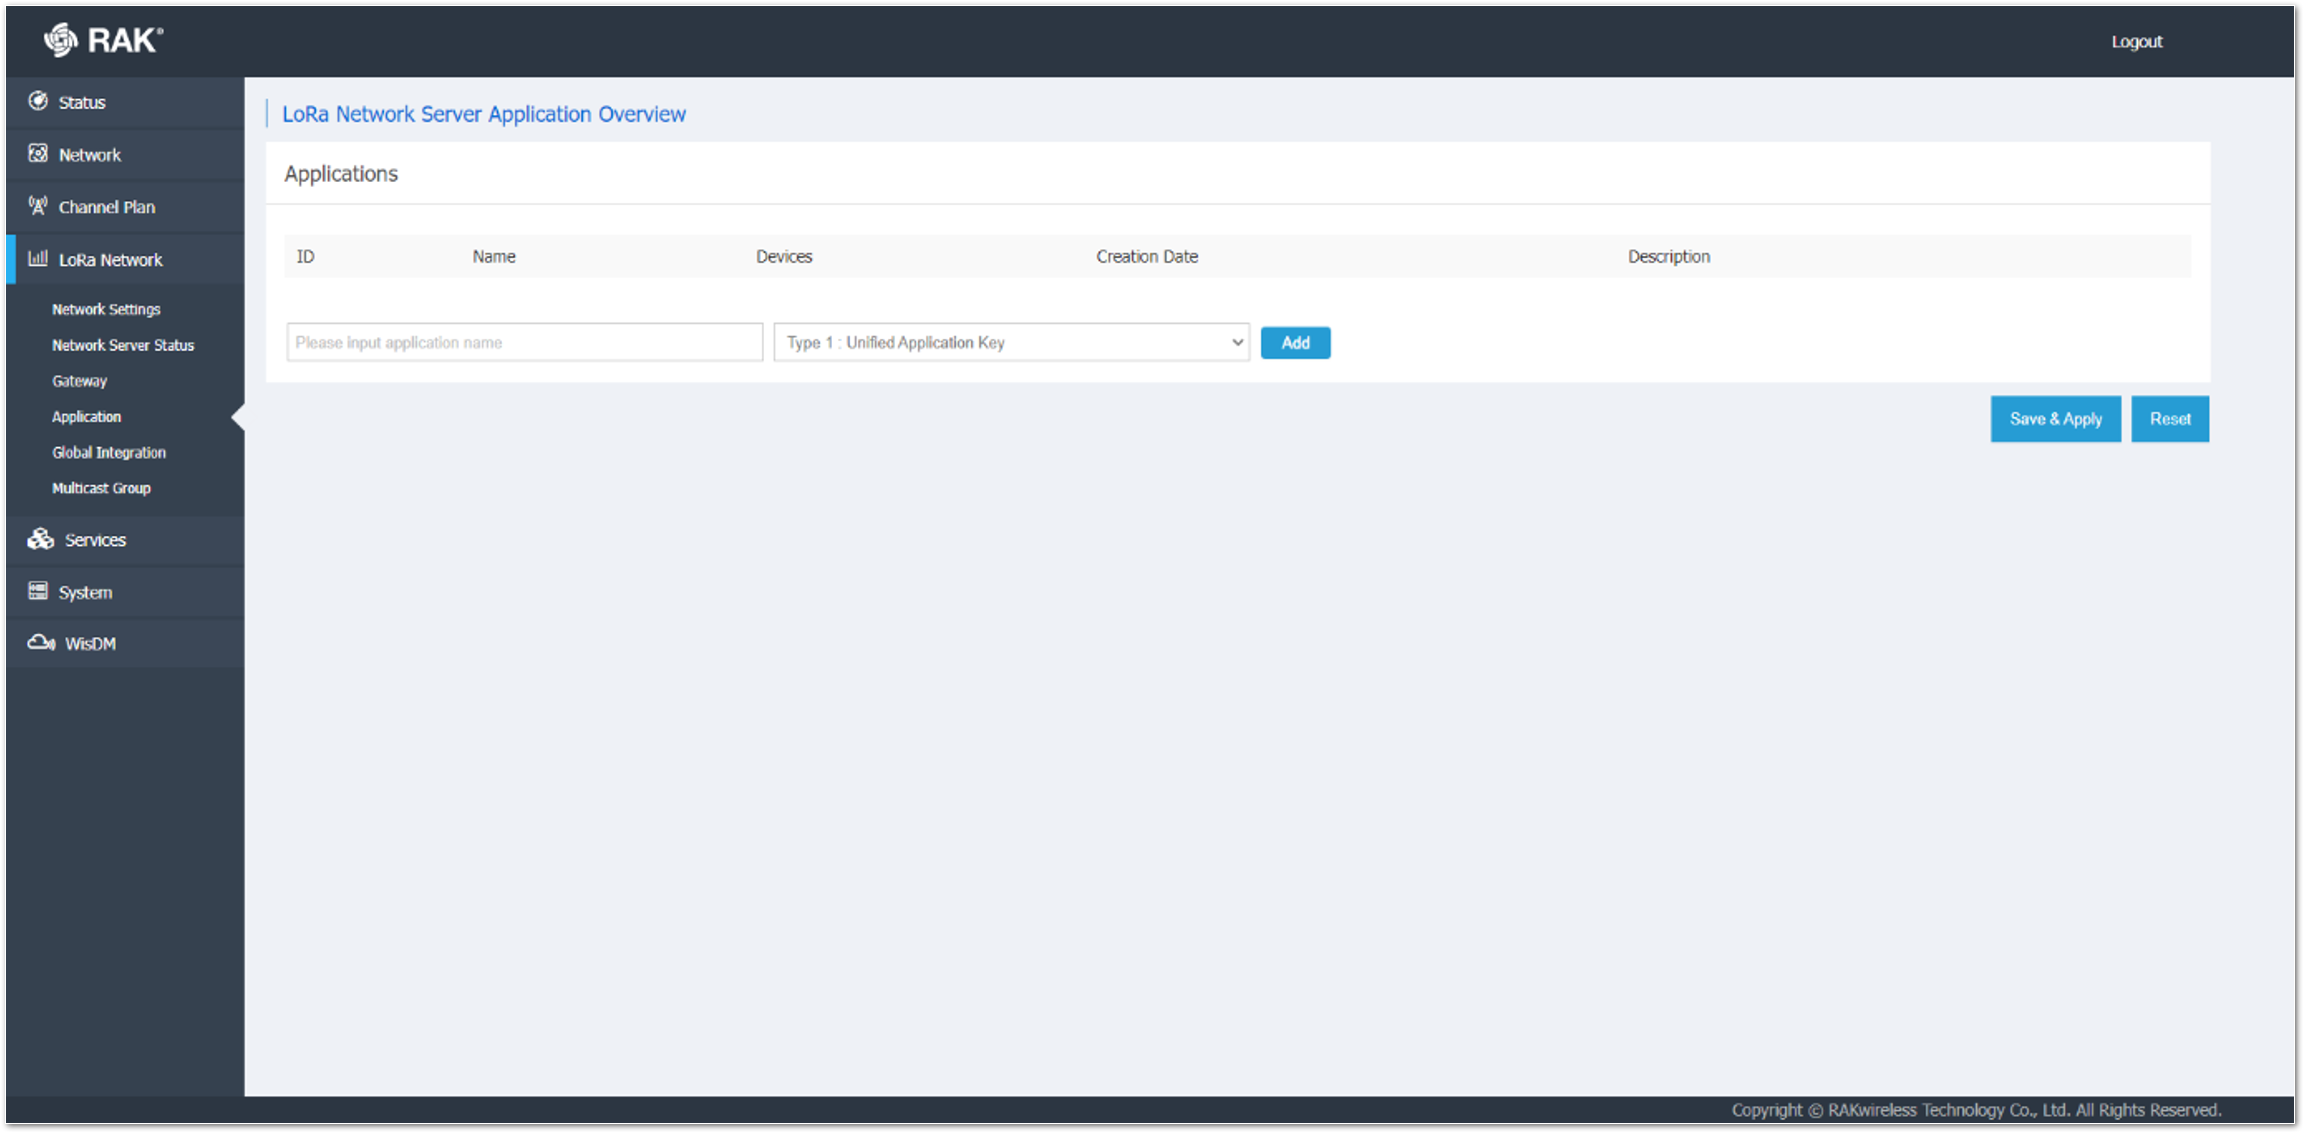 RAK®
Logout
Status
Network
Channel Plan
LoRa Network
Network Settings
Network Server Status
Gateway
Application
Global Integration
Multicast Group
Services
System
WisDM
LoRa Network Server Application Overview
Applications
ID Name Devices Creation Date Description
Please input application name Type 1 : Unified Application Key Add
Save & Apply Reset
Copyright © RAKwireless Technology Co., Ltd. All Rights Reserved.